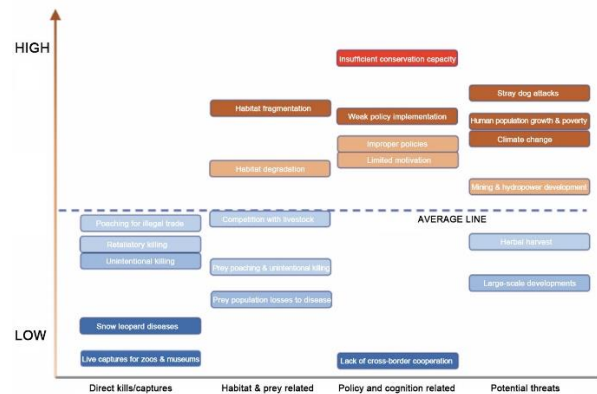 HIGH
Insufficient conservation capacity
Stray dog attacks
Habitat fragmentation
Weak policy implementation
Human population growth & poverty
Improper policies
Climate change
Limited motivation
Habitat degradation
Mining & hydropower development
AVERAGE LINE
Poaching for illegal trade
Competition with livestock
Retaliatory killing
Herbal harvest
Unintentional killing
Prey poaching & unintentional killing
Large-scale developments
Prey population losses to disease
Snow leopard diseases
LOW
Live captures for zoos & museums
Lack of cross-border cooperation
Direct kills/captures
Habitat & prey related
Policy and cognition related
Potential threats